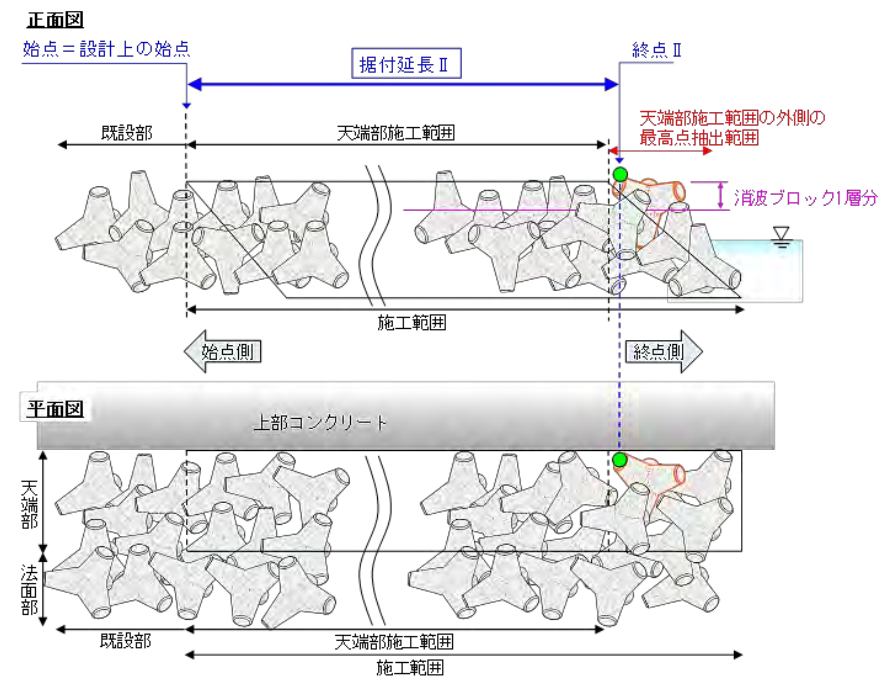 正面図
始点＝設計上の始点
据付延長Ⅱ
終点Ⅱ
天端部施工範囲の外側の
最高点抽出範囲
既設部
天端部施工範囲
消波ブロック1層分
施工範囲
始点側
終点側
平面図
上部コンクリート
天端部
法面部
既設部
天端部施工範囲
施工範囲